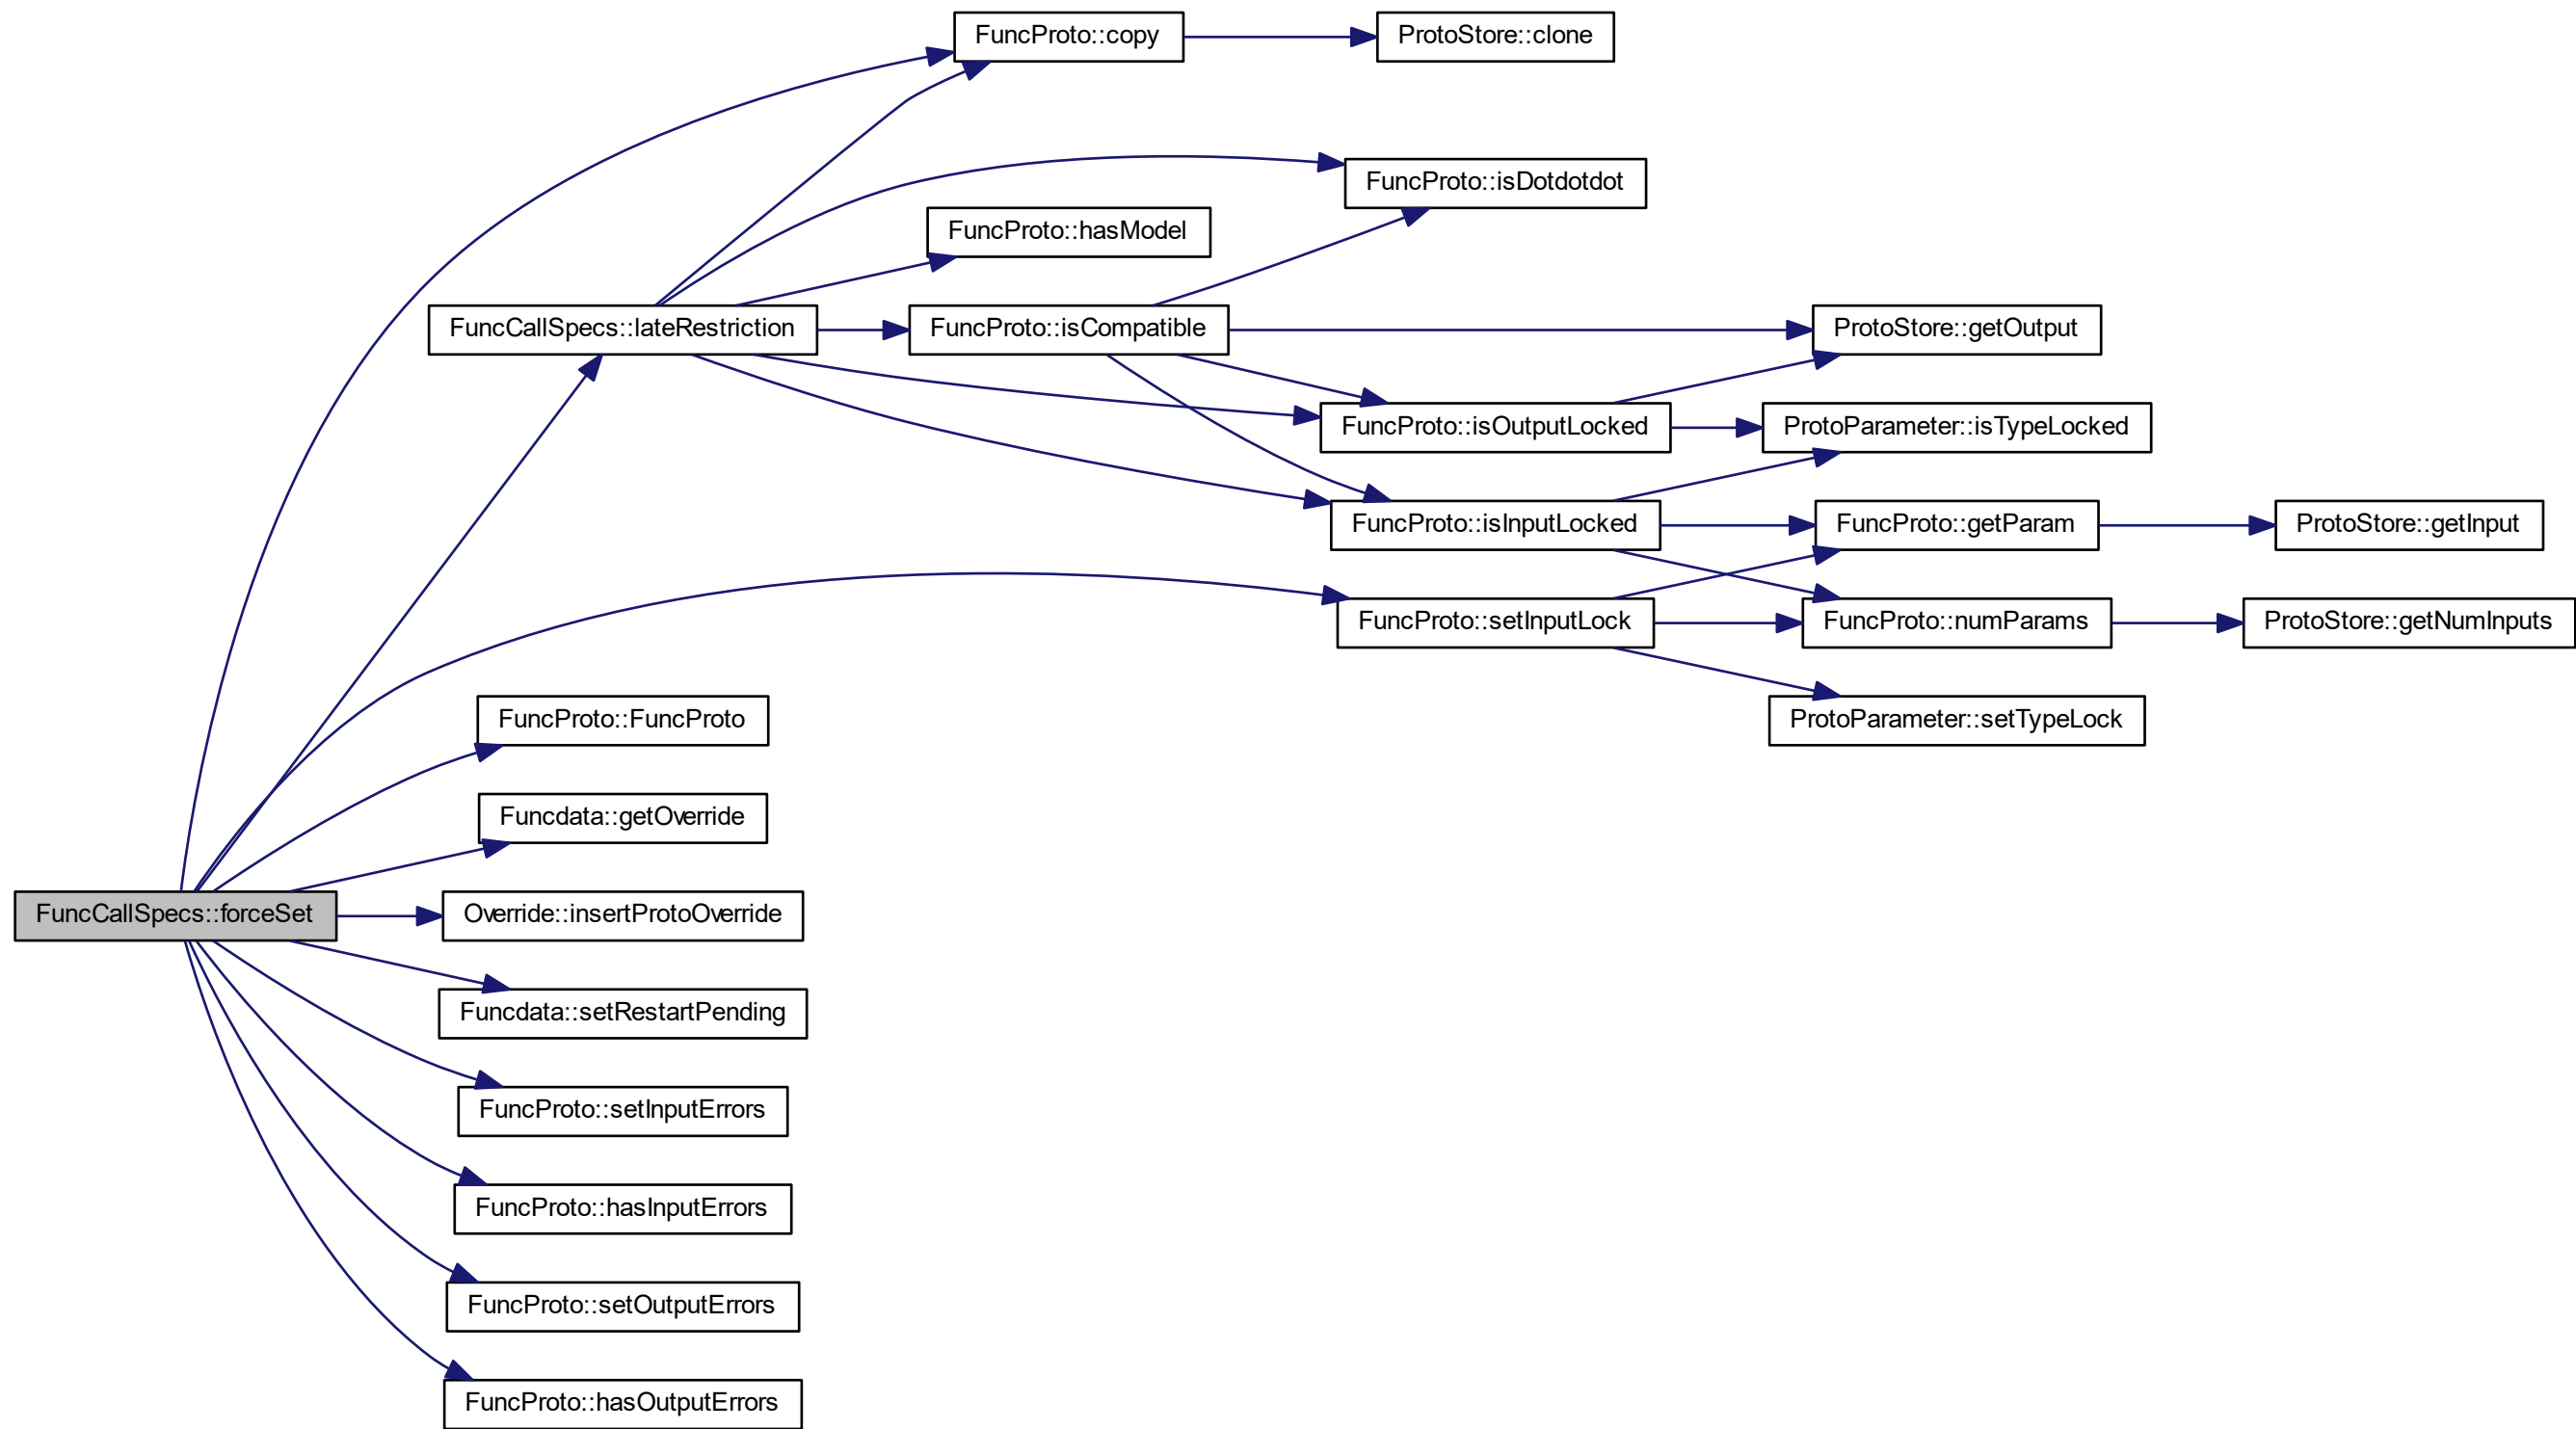 FuncProto::copy
ProtoStore::clone
FuncProto::isDotdotdot
FuncProto::hasModel
FuncCallSpecs::lateRestriction
FuncProto::isCompatible
ProtoStore::getOutput
FuncProto::isOutputLocked
ProtoParameter::isTypeLocked
FuncProto::isInputLocked
FuncProto::getParam
ProtoStore::getInput
FuncProto::setInputLock
FuncProto::numParams
ProtoStore::getNumInputs
FuncProto::FuncProto
ProtoParameter::setTypeLock
Funcdata::getOverride
FuncCallSpecs::forceSet
Override::insertProtoOverride
Funcdata::setRestartPending
FuncProto::setInputErrors
FuncProto::hasInputErrors
FuncProto::setOutputErrors
FuncProto::hasOutputErrors